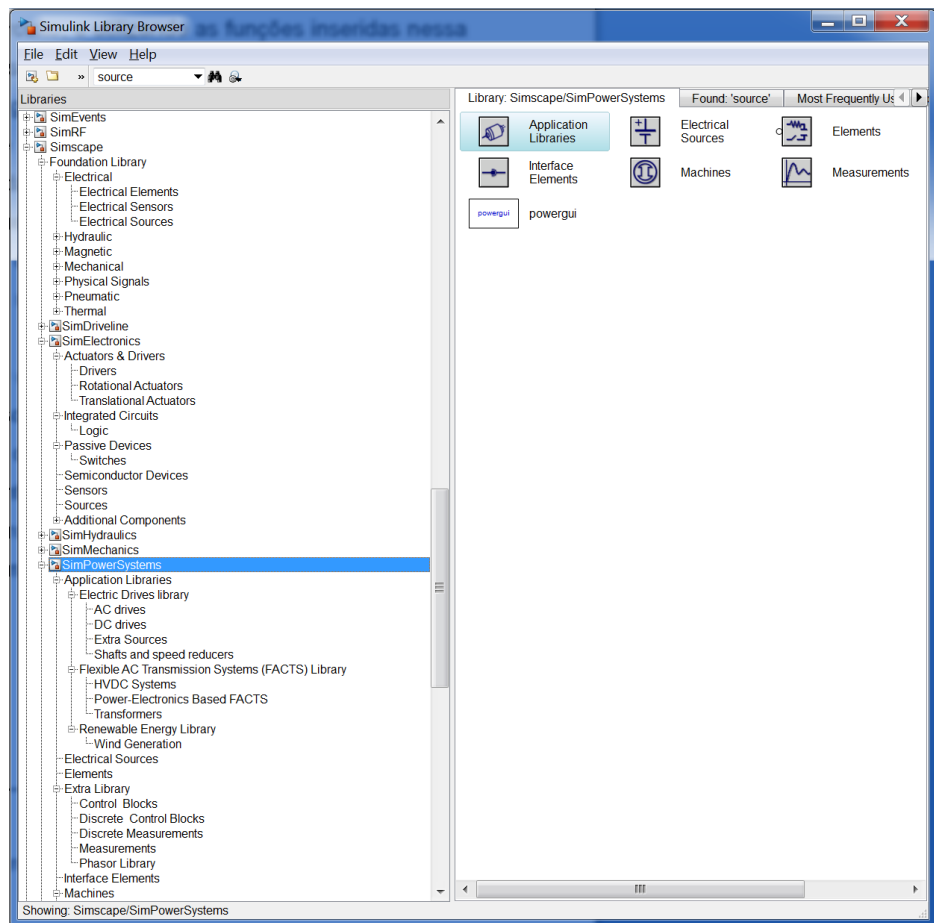 Simulink Library Browser
as funções inseridas nessa
File Edit View Help
» source
Libraries
SimEvents
SimRF
Simscape
Foundation Library
Electrical
Electrical Elements
Electrical Sensors
Electrical Sources
Hydraulic
Magnetic
Mechanical
Physical Signals
Pneumatic
Thermal
SimDriveline
SimElectronics
Actuators & Drivers
Drivers
Rotational Actuators
Translational Actuators
Integrated Circuits
Logic
Passive Devices
Switches
Semiconductor Devices
Sensors
Sources
Additional Components
SimHydraulics
SimMechanics
SimPowerSystems
Application Libraries
Electric Drives library
AC drives
DC drives
Extra Sources
Shafts and speed reducers
Flexible AC Transmission Systems (FACTS) Library
HVDC Systems
Power-Electronics Based FACTS
Transformers
Renewable Energy Library
Wind Generation
Electrical Sources
Elements
Extra Library
Control Blocks
Discrete Control Blocks
Discrete Measurements
Measurements
Phasor Library
Interface Elements
Machines
Library: Simscape/SimPowerSystems Found: 'source' Most Frequently Us
Application
Libraries
Electrical
Sources
Elements
Interface
Elements
Machines
Measurements
powergui powergui
Showing: Simscape/SimPowerSystems